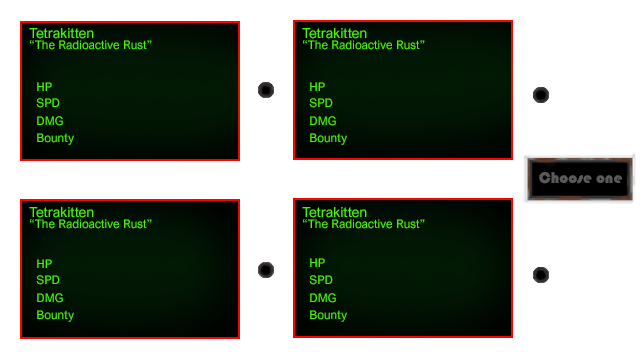 Tetrakitten
“The Radioactive Rust”
HP
SPD
DMG
Bounty
Tetrakitten
“The Radioactive Rust”
HP
SPD
DMG
Bounty
Choose one
Tetrakitten
“The Radioactive Rust”
HP
SPD
DMG
Bounty
Tetrakitten
“The Radioactive Rust”
HP
SPD
DMG
Bounty